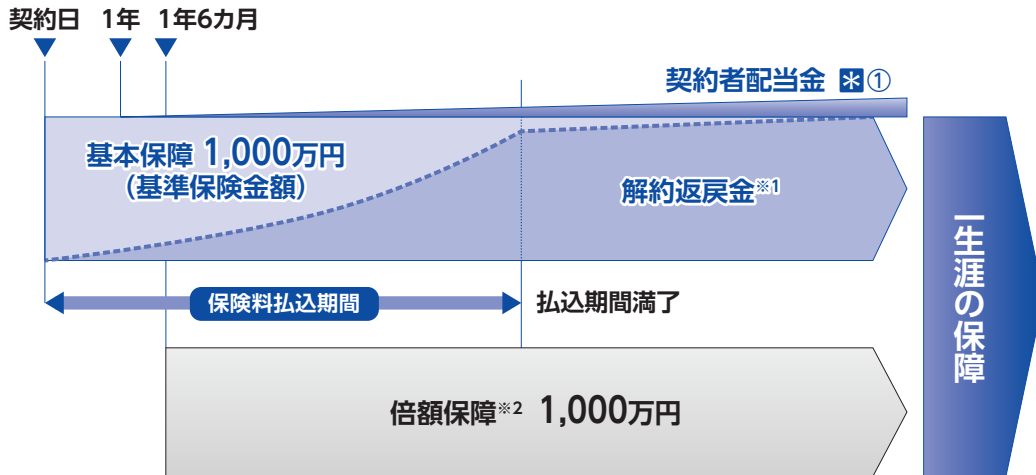 契約日 1年 1年6カ月
契約者配当金 *①
基本保障 1,000万円
(基準保険金額)
解約返戻金※1
保険料払込期間
払込期間満了
倍額保障※2 1,000万円
一生涯の保障